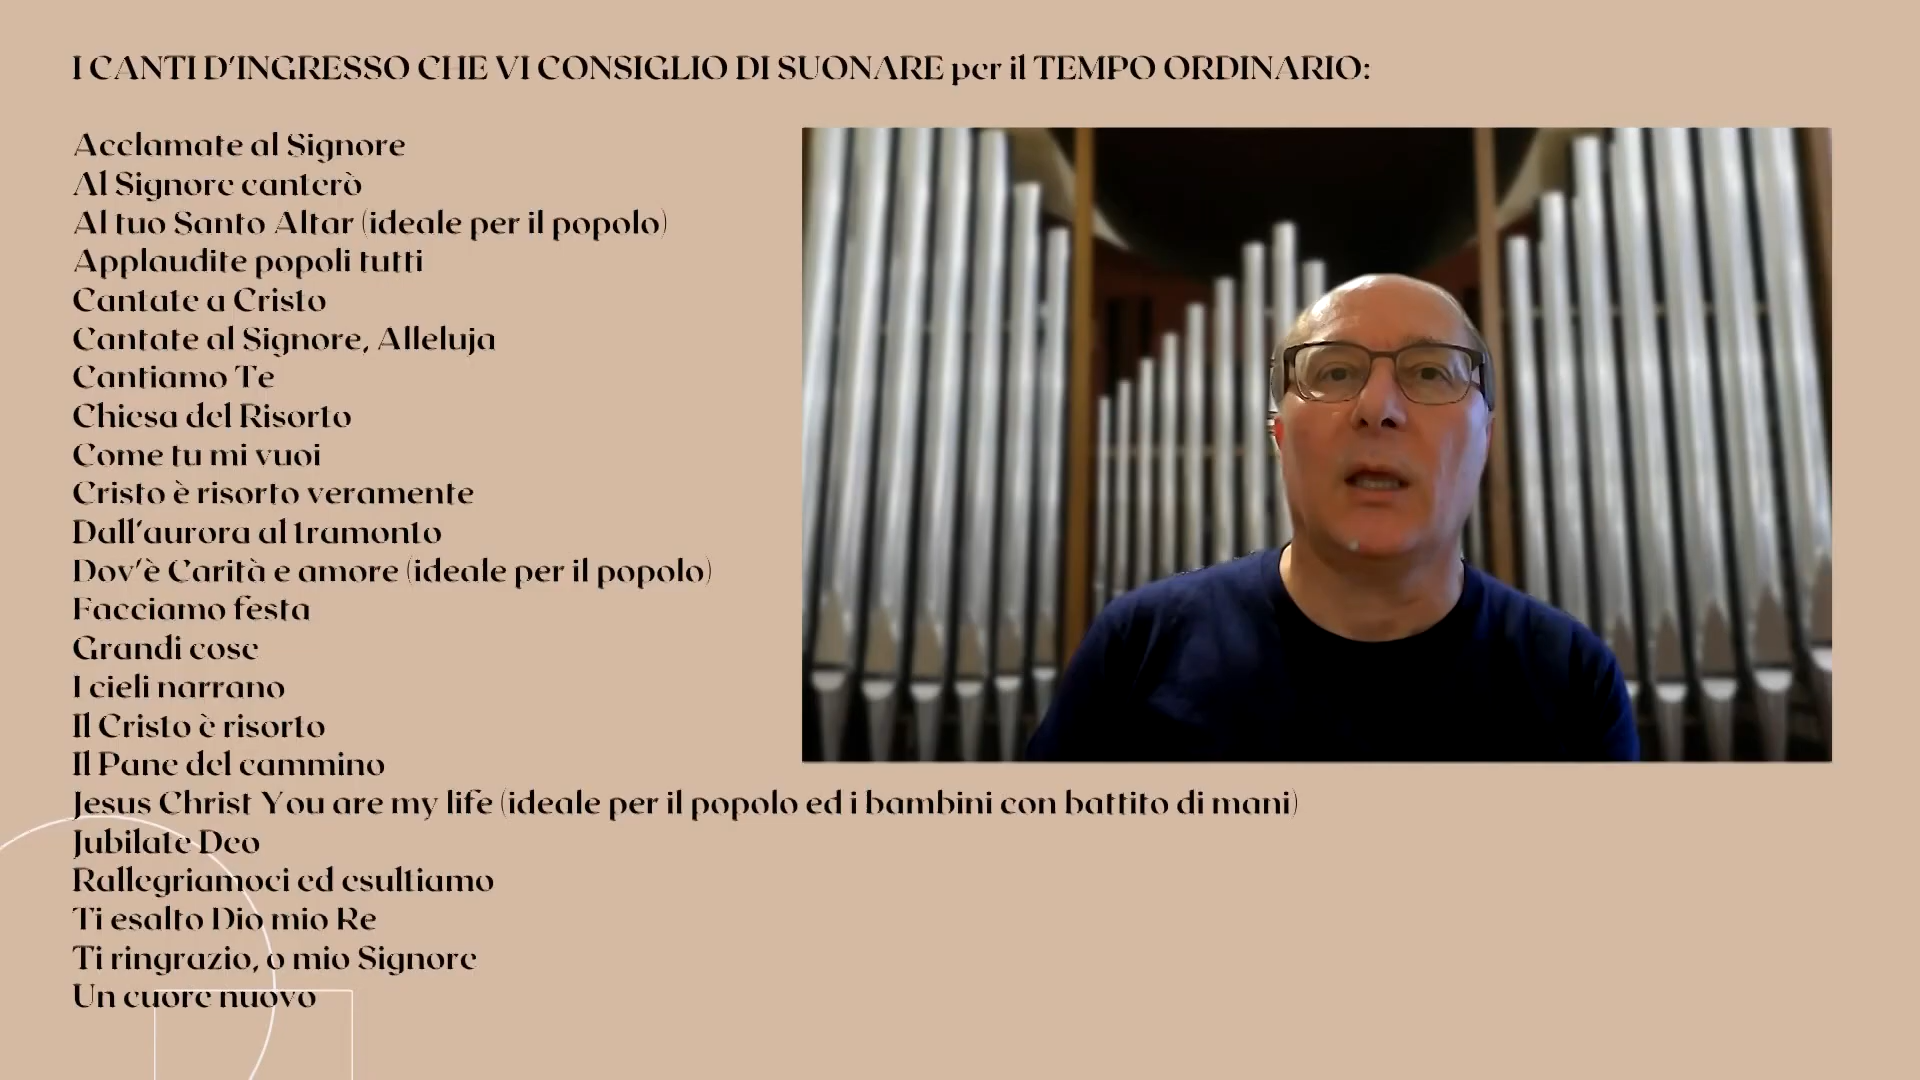 I CANTI D'INGRESSO CHE VI CONSIGLIO DI SUONARE per il TEMPO ORDINARIO:
Acclamate al Signore
Al Signore canterò
Al tuo Santo Altar (ideale per il popolo)
Applaudite popoli tutti
Cantate a Cristo
Cantate al Signore, Alleluja
Cantiamo Te
Chiesa del Risorto
Come tu mi vuoi
Cristo è risorto veramente
Dall'aurora al tramonto
Dov'è Carità e amore (ideale per il popolo)
Facciamo festa
Grandi cose
I cieli narrano
Il Cristo è risorto
Il Pane del cammino
Jesus Christ You are my life (ideale per il popolo ed i bambini con battito di mani)
Jubilate Deo
Rallegriamoci ed esultiamo
Ti esalto Dio mio Re
Ti ringrazio, o mio Signore
Un cuore nuovo